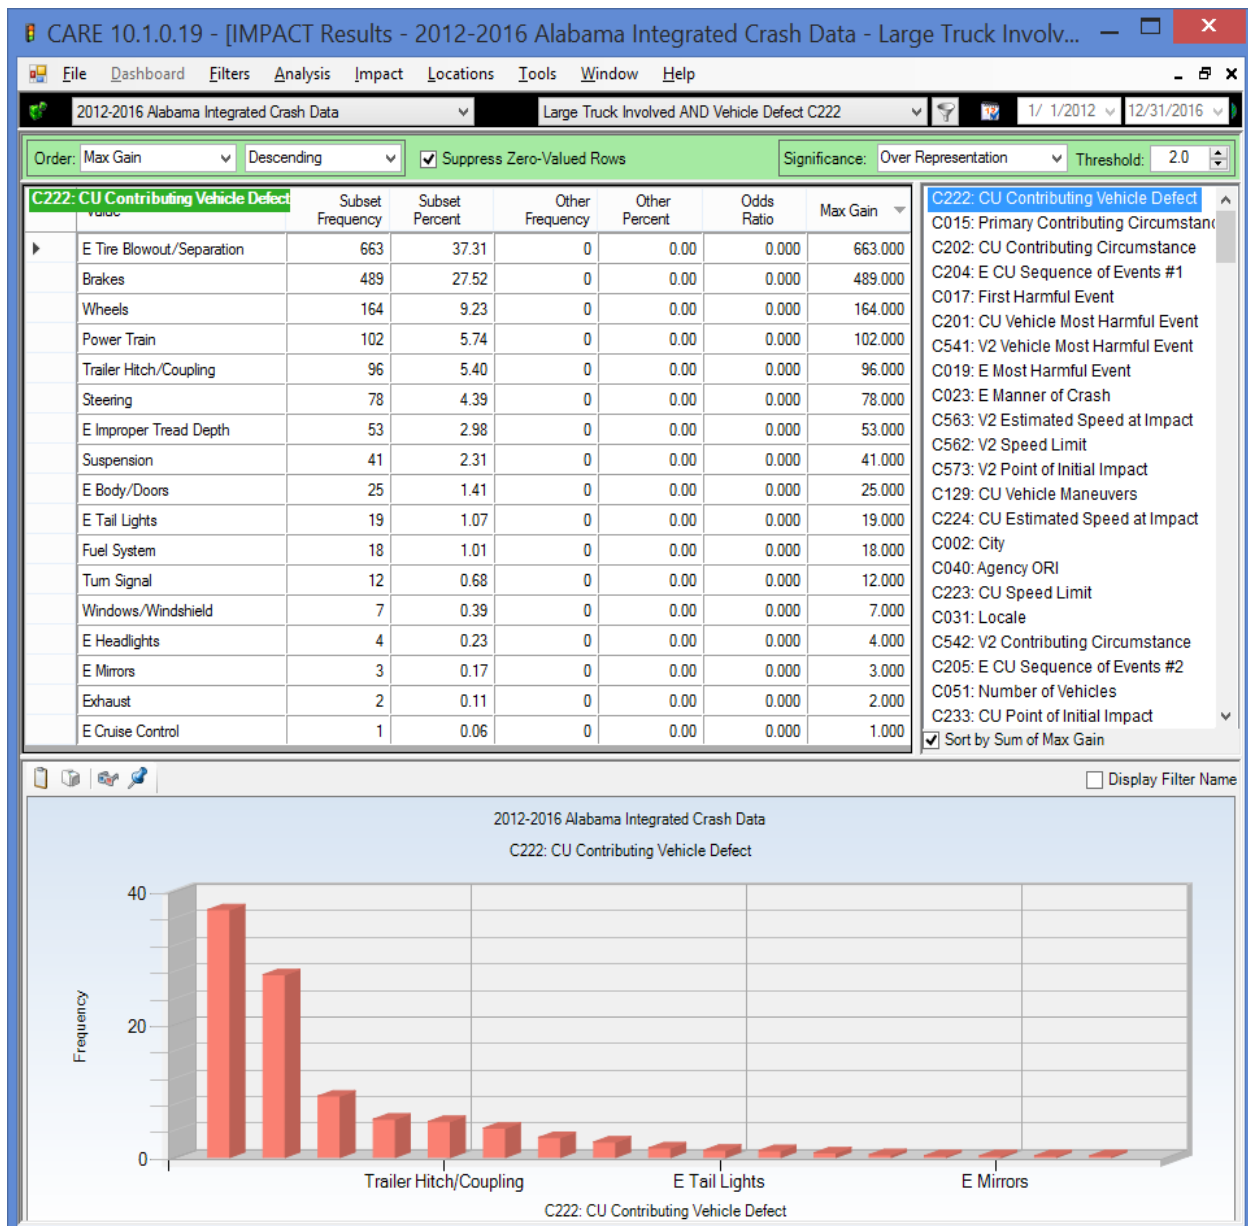 CARE 10.1.0.19 - [IMPACT Results - 2012-2016 Alabama Integrated Crash Data - Large Truck Involv...
File Dashboard Filters Analysis Impact Locations Tools Window Help
2012-2016 Alabama Integrated Crash Data Large Truck Involved AND Vehicle Defect C222 1/ 1/2012 12/31/2016
Order: Max Gain Descending Suppress Zero-Valued Rows Significance: Over Representation Threshold: 2.0
C222: CU Contributing Vehicle Defect Subset Frequency Subset Percent Other Frequency Other Percent Odds Ratio Max Gain
E Tire Blowout/Separation 663 37.31 0 0.00 0.000 663.000
Brakes 489 27.52 0 0.00 0.000 489.000
Wheels 164 9.23 0 0.00 0.000 164.000
Power Train 102 5.74 0 0.00 0.000 102.000
Trailer Hitch/Coupling 96 5.40 0 0.00 0.000 96.000
Steering 78 4.39 0 0.00 0.000 78.000
E Improper Tread Depth 53 2.98 0 0.00 0.000 53.000
Suspension 41 2.31 0 0.00 0.000 41.000
E Body/Doors 25 1.41 0 0.00 0.000 25.000
E Tail Lights 19 1.07 0 0.00 0.000 19.000
Fuel System 18 1.01 0 0.00 0.000 18.000
Turn Signal 12 0.68 0 0.00 0.000 12.000
Windows/Windshield 7 0.39 0 0.00 0.000 7.000
E Headlights 4 0.23 0 0.00 0.000 4.000
E Mirrors 3 0.17 0 0.00 0.000 3.000
Exhaust 2 0.11 0 0.00 0.000 2.000
E Cruise Control 1 0.06 0 0.00 0.000 1.000
C222: CU Contributing Vehicle Defect
C015: Primary Contributing Circumstanc
C202: CU Contributing Circumstance
C204: E CU Sequence of Events #1
C017: First Harmful Event
C201: CU Vehicle Most Harmful Event
C541: V2 Vehicle Most Harmful Event
C019: E Most Harmful Event
C023: E Manner of Crash
C563: V2 Estimated Speed at Impact
C562: V2 Speed Limit
C573: V2 Point of Initial Impact
C129: CU Vehicle Maneuvers
C224: CU Estimated Speed at Impact
C002: City
C040: Agency ORI
C223: CU Speed Limit
C031: Locale
C542: V2 Contributing Circumstance
C205: E CU Sequence of Events #2
C051: Number of Vehicles
C233: CU Point of Initial Impact
Sort by Sum of Max Gain
Display Filter Name
2012-2016 Alabama Integrated Crash Data
C222: CU Contributing Vehicle Defect
Frequency
40
20
0
Trailer Hitch/Coupling E Tail Lights E Mirrors
C222: CU Contributing Vehicle Defect